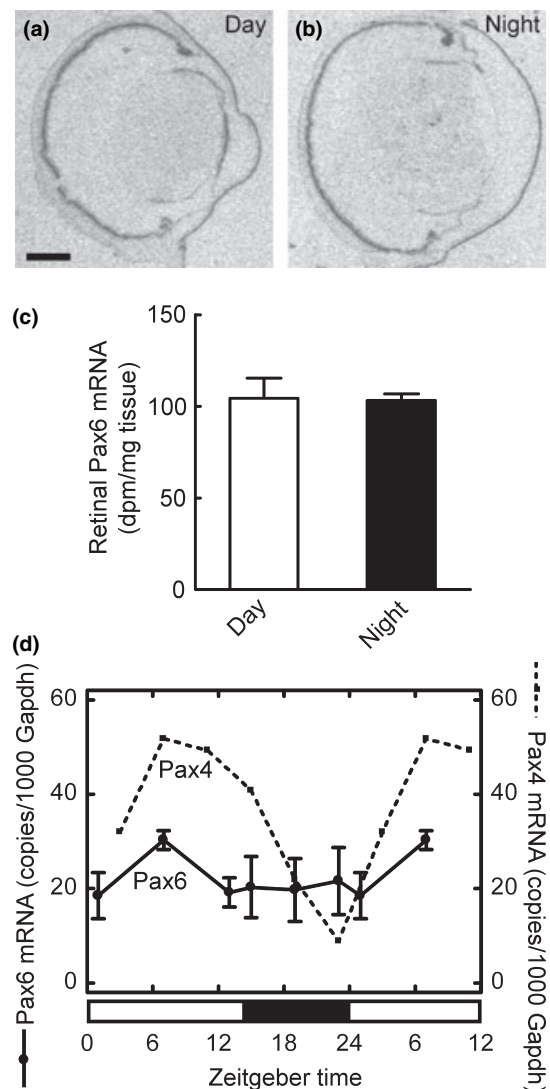 (a)
Day
(b)
Night
(c)
Retinal Pax6 mRNA
(dpm/mg tissue)
150
100
50
0
Day
Night
(d)
Pax6 mRNA (copies/1000 Gapdh)
60
40
20
0
Pax4
Pax6
60
40
20
0
Pax4 mRNA (copies/1000 Gapdh)
0 6 12 18 24 6 12
Zeitgeber time